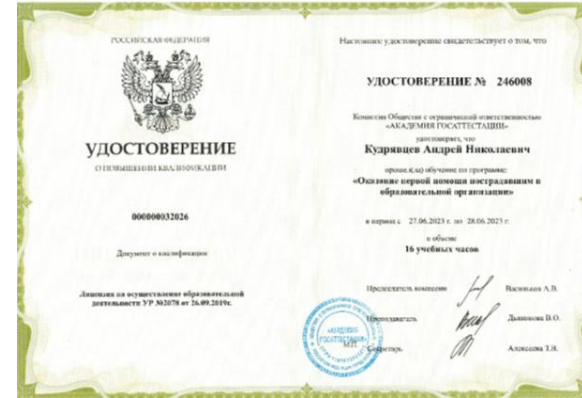 РОССИЙСКАЯ ФЕДЕРАЦИЯ
УДОСТОВЕРЕНИЕ
О ПОВЫШЕНИИ КВАЛИФИКАЦИИ
000000032026
Документ о квалификации
Лицензия на осуществление образовательной
деятельности УР №2078 от 26.09.2019г.
Настоящее удостоверение свидетельствует о том, что
УДОСТОВЕРЕНИЕ № 246008
Комиссия Общества с ограниченной ответственностью
«АКАДЕМИЯ ГОСАТТЕСТАЦИИ»
удостоверяет, что
Кудрявцев Андрей Николаевич
прошел(ла) обучение по программе:
«Оказание первой помощи пострадавшим в
образовательной организации»
в период с 27.06.2023 г. по 28.06.2023 г.
в объеме
16 учебных часов
Председатель комиссии Васильев А.В.
Преподаватель В.О.
Секретарь Алексеева Т.Н.
М.П.
«АКАДЕМИЯ
ГОСАТТЕСТАЦИИ»